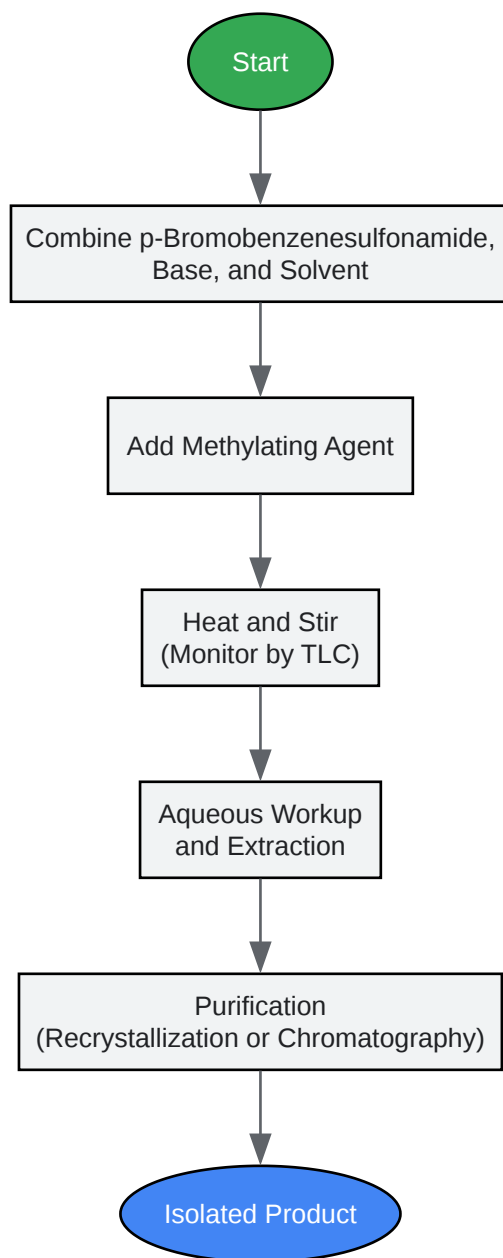 Start
Combine p-Bromobenzenesulfonamide,
Base, and Solvent
Add Methylating Agent
Heat and Stir
(Monitor by TLC)
Aqueous Workup
and Extraction
Purification
(Recrystallization or Chromatography)
Isolated Product